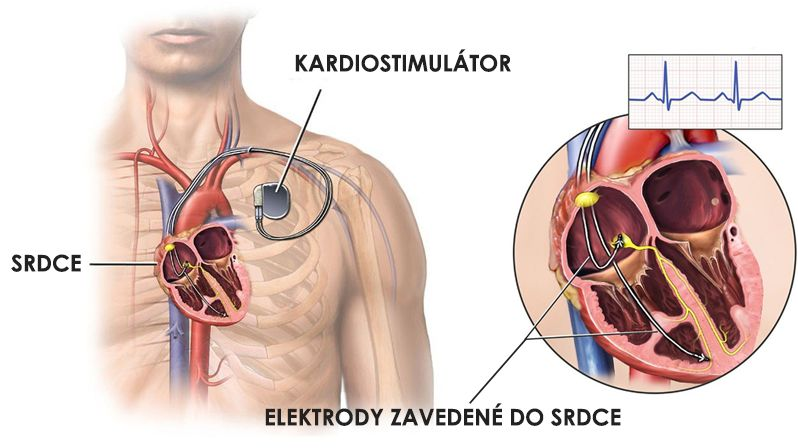 KARDIOSTIMULÁTOR
SRDCE
ELEKTRODY ZAVEDENÉ DO SRDCE